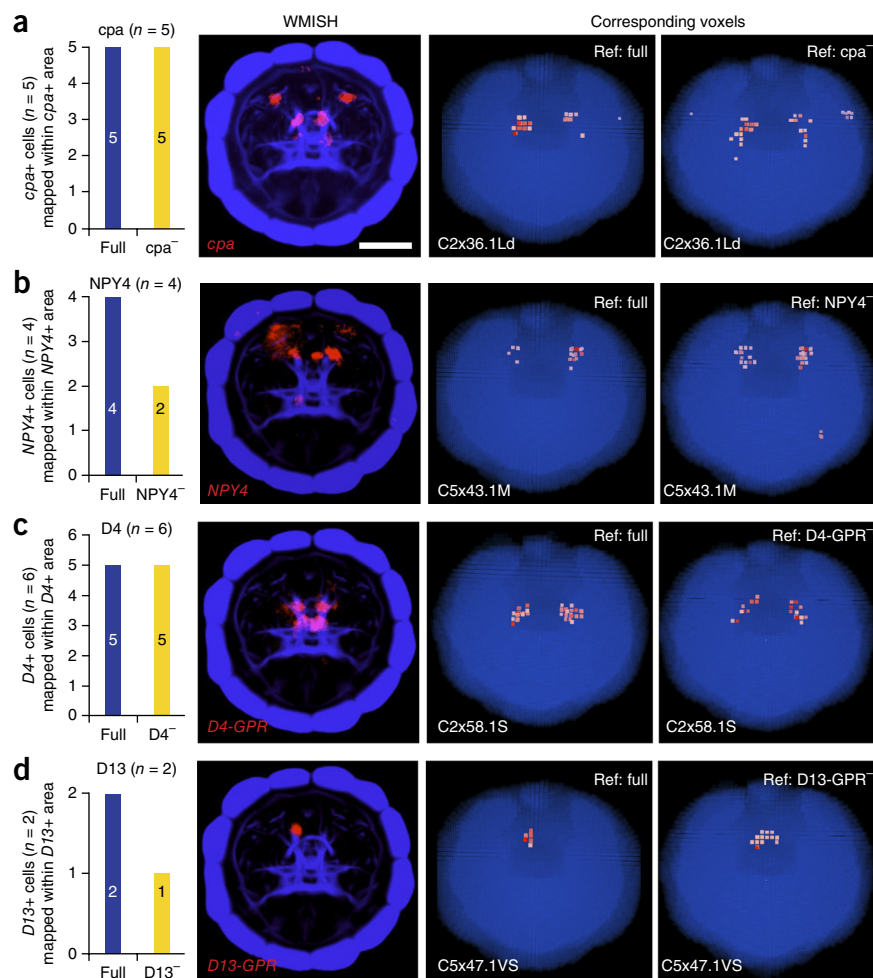 WMISH
Corresponding voxels
a
cpa (n = 5)
cpa+ cells (n = 5)
mapped within cpa+ area
5
4
3
2
1
0
5
5
Full
cpa⁻
cpa
Ref: full
C2x36.1Ld
Ref: cpa⁻
C2x36.1Ld
b
NPY4 (n = 4)
NPY4+ cells (n = 4)
mapped within NPY4+ area
4
3
2
1
0
4
2
Full
NPY4⁻
NPY4
Ref: full
C5x43.1M
Ref: NPY4⁻
C5x43.1M
c
D4 (n = 6)
D4+ cells (n = 6)
mapped within D4+ area
6
5
4
3
2
1
0
5
5
Full
D4⁻
D4-GPR
Ref: full
C2x58.1S
Ref: D4-GPR⁻
C2x58.1S
d
D13 (n = 2)
D13+ cells (n = 2)
mapped within D13+ area
2
1
0
2
1
Full
D13⁻
D13-GPR
Ref: full
C5x47.1VS
Ref: D13-GPR⁻
C5x47.1VS